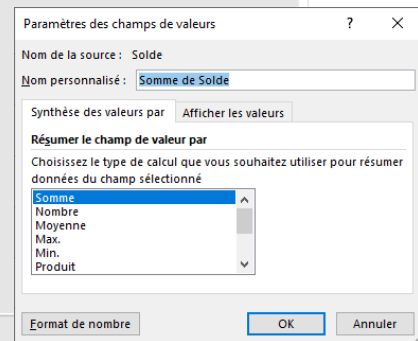 Paramètres des champs de valeurs ? ×
Nom de la source : Solde
Nom personnalisé : Somme de Solde
Synthèse des valeurs par Afficher les valeurs
Résumer le champ de valeur par
Choisissez le type de calcul que vous souhaitez utiliser pour résumer
données du champ sélectionné
Somme
Nombre
Moyenne
Max.
Min.
Produit
Format de nombre OK Annuler